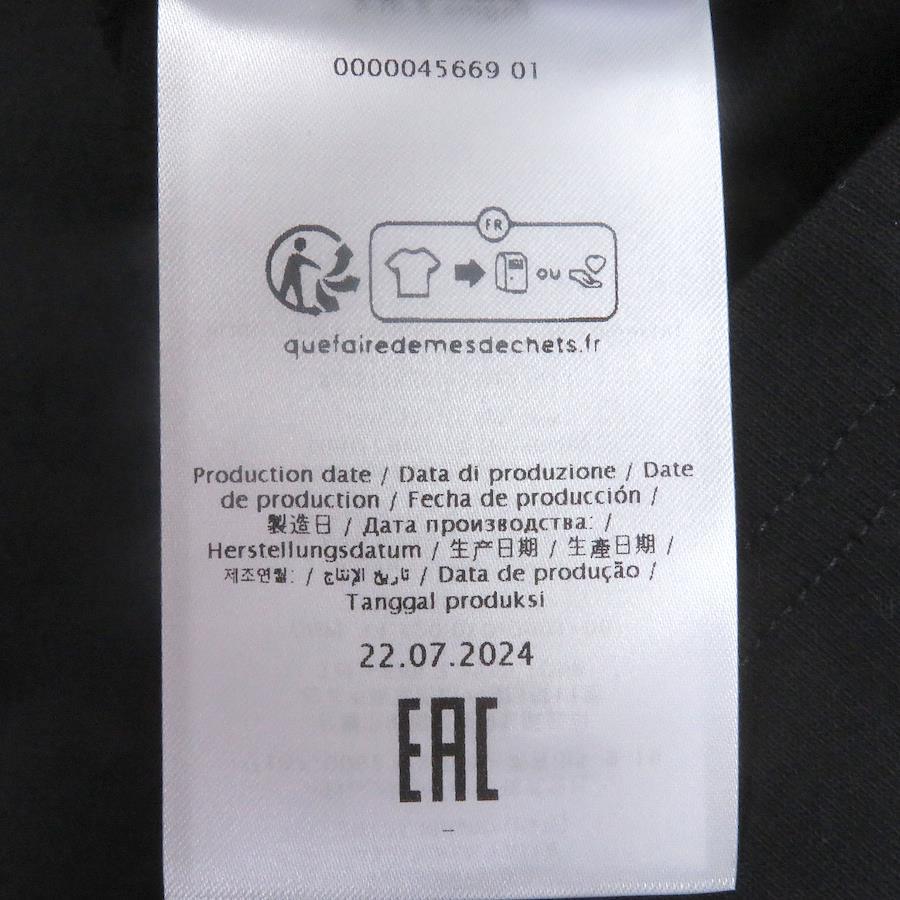 0000045669 01
FR
OU
quefairedemesdechets.fr
Production date / Data di produzione / Date
de production / Fecha de producción /
製造日 / Дата производства: /
Herstellungsdatum / 生产日期 / 生產日期 /
제조연월: / تاريخ الإنتاج / Data de produção /
Tanggal produksi
22.07.2024
EAC